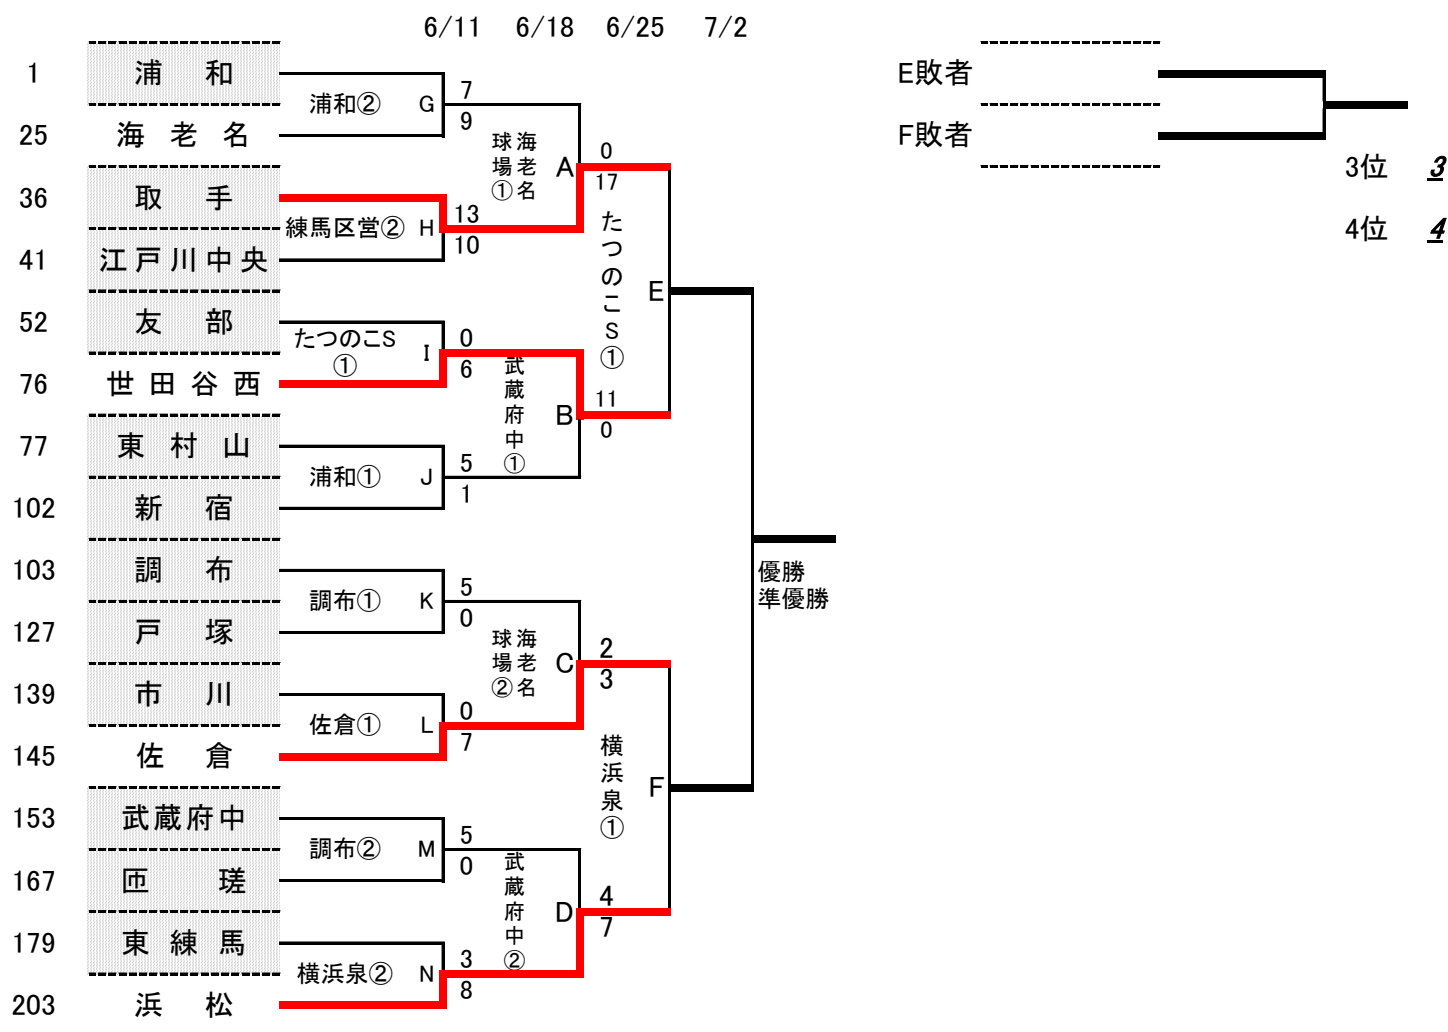 6/11 6/18 6/25 7/2
1 浦和
25 海老名
36 取手
41 江戸川中央
52 友部
76 世田谷西
77 東村山
102 新宿
103 調布
127 戸塚
139 市川
145 佐倉
153 武蔵府中
167 匝瑳
179 東練馬
203 浜松
浦和② G
7
9
練馬区営② H
13
10
たつのこS
① I
0
6
浦和① J
5
1
調布① K
5
0
佐倉① L
0
7
調布② M
5
0
横浜泉② N
3
8
海老名
球場① A
0
17
武蔵府中① B
11
0
海老名
球場② C
2
3
武蔵府中② D
4
7
たつのこS① E
横浜泉① F
優勝
準優勝
E敗者
F敗者
3位 3
4位 4